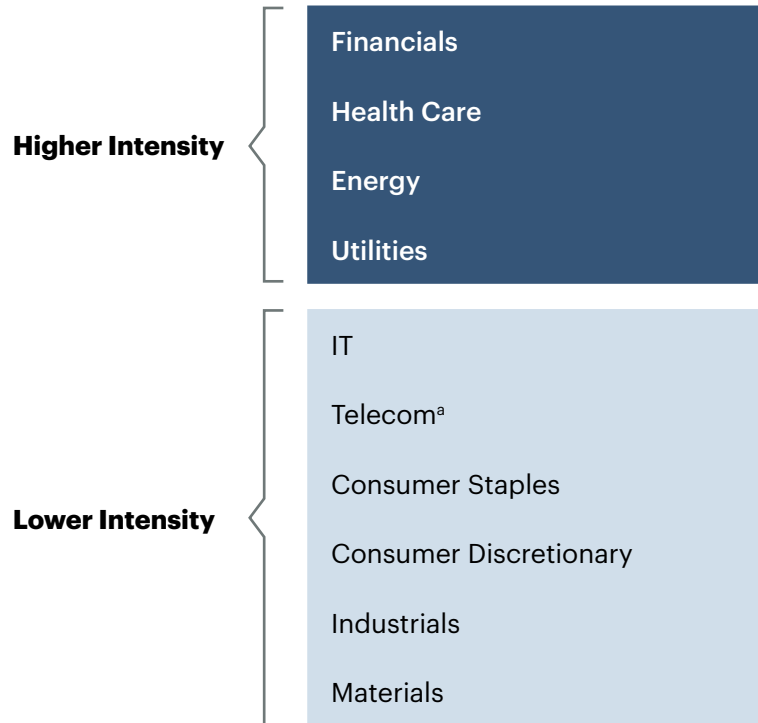 Higher Intensity
Financials
Health Care
Energy
Utilities
Lower Intensity
IT
Telecomᵃ
Consumer Staples
Consumer Discretionary
Industrials
Materials